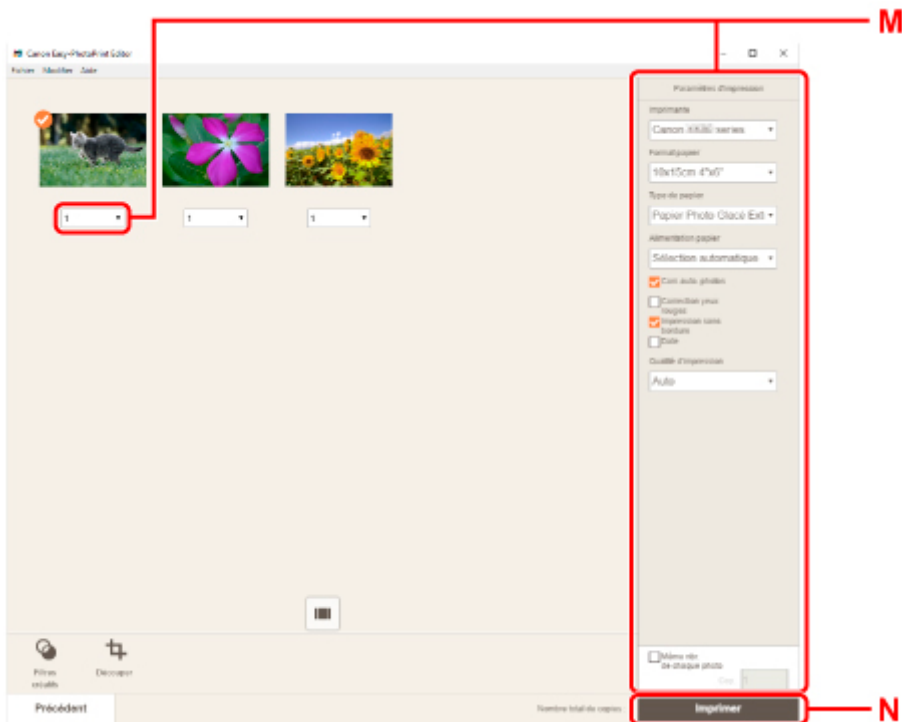 M
Canon Easy-PhotoPrint Editor
Fichier Modifier Aide
Paramètres d'impression
Imprimante
Canon series
Format papier
10x15cm 4"x6"
Type de papier
Papier Photo Glacé Ext
Alimentation papier
Sélection automatique
Corr. auto photos
Correction yeux
rouges
Impression sans
bordure
Date
Qualité d'impression
Auto
1
1
1
Filtres
créatifs
Découper
Même nbr
de chaque photo
1
Précédent
Nombre total de copies
Imprimer
N